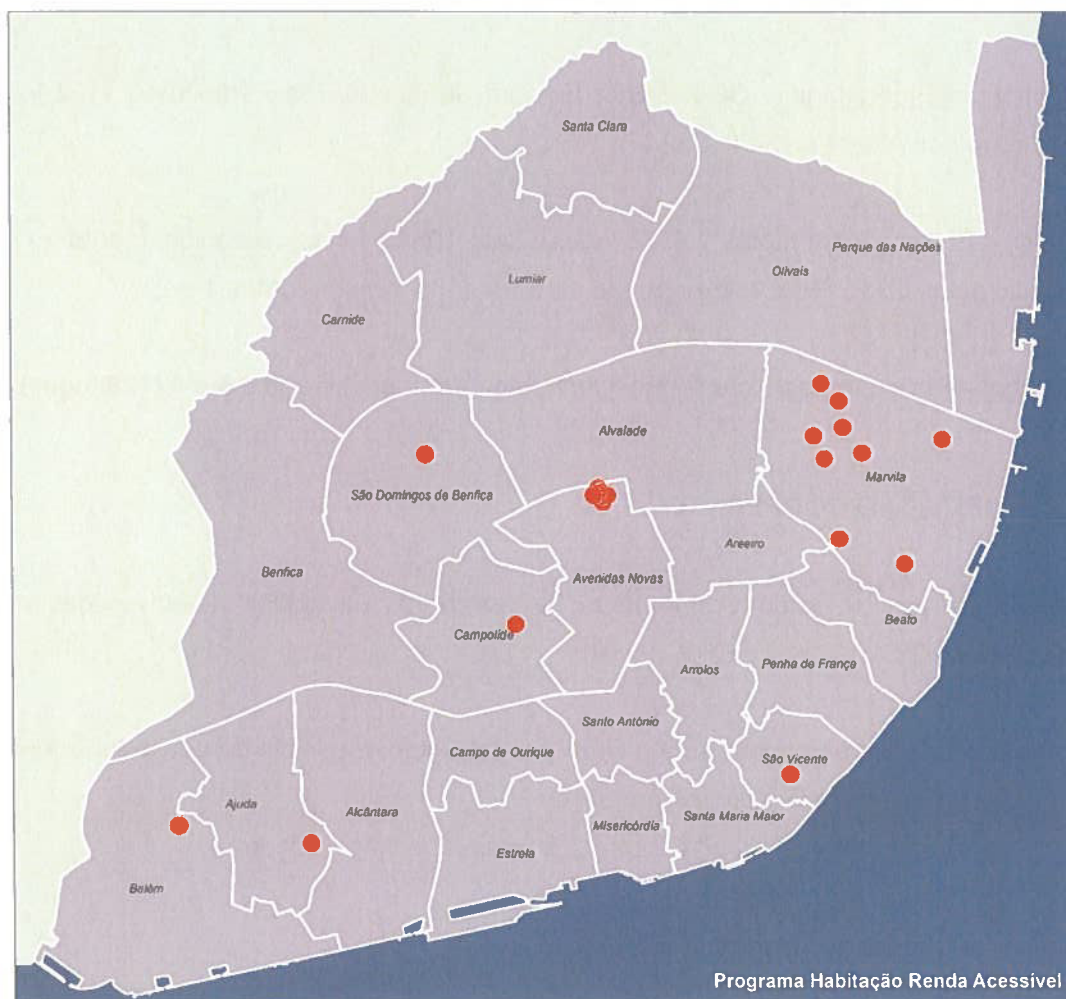 Santa Clara
Parque das Nações
Olivais
Lumiar
Carnide
Alvalade
Marvila
São Domingos de Benfica
Areeiro
Benfica
Avenidas Novas
Beato
Campolide
Arroios
Penha de França
Santo António
Campo de Ourique
São Vicente
Ajuda
Alcântara
Misericórdia
Santa Maria Maior
Estrela
Belém
Programa Habitação Renda Acessível